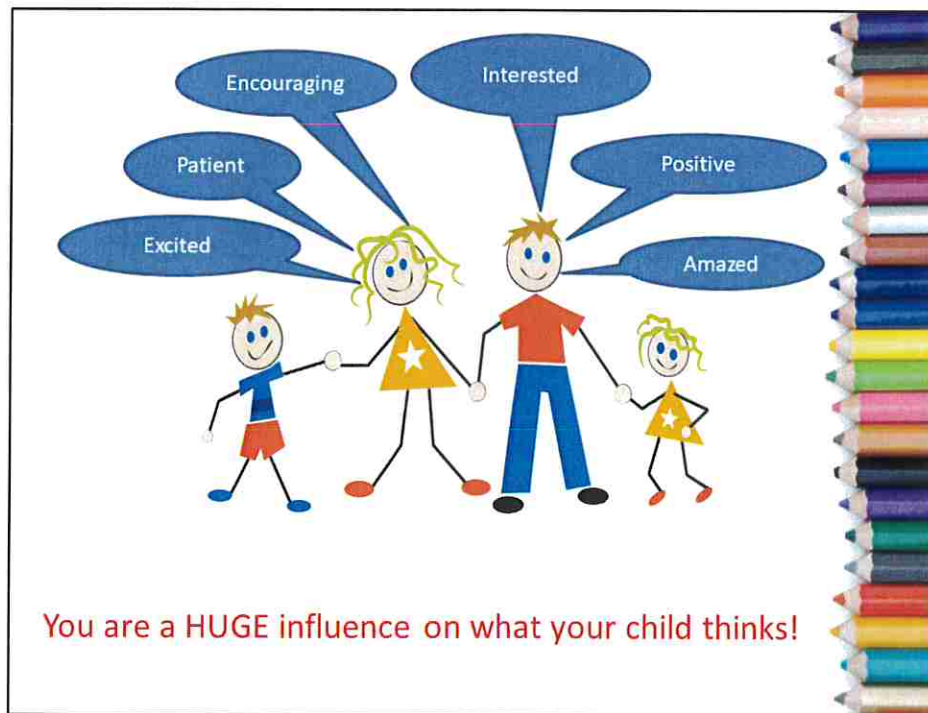 Encouraging
Interested
Patient
Positive
Excited
Amazed
You are a HUGE influence on what your child thinks!